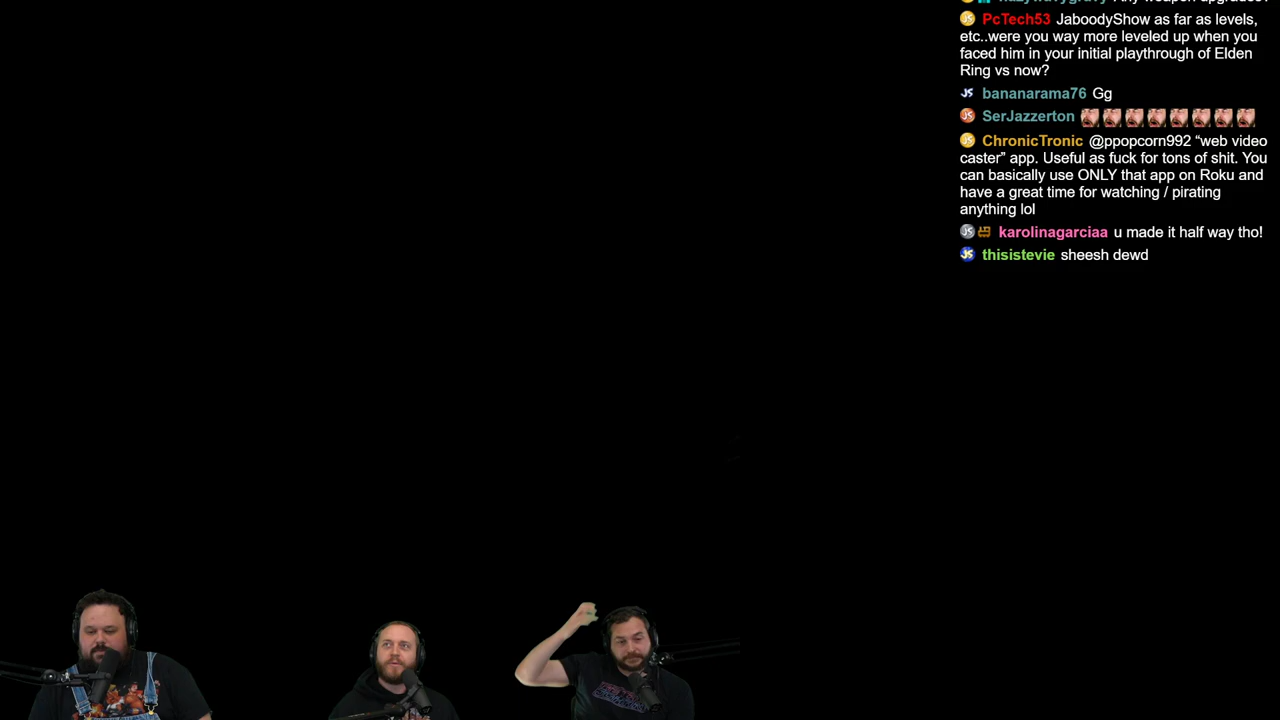 PcTech53 JaboodyShow as far as levels,
etc..were you way more leveled up when you
faced him in your initial playthrough of Elden
Ring vs now?
bananarama76 Gg
SerJazzerton
ChronicTronic @ppopcorn992 “web video
caster” app. Useful as fuck for tons of shit. You
can basically use ONLY that app on Roku and
have a great time for watching / pirating
anything lol
karolinagarciaa u made it half way tho!
thisistevie sheesh dewd